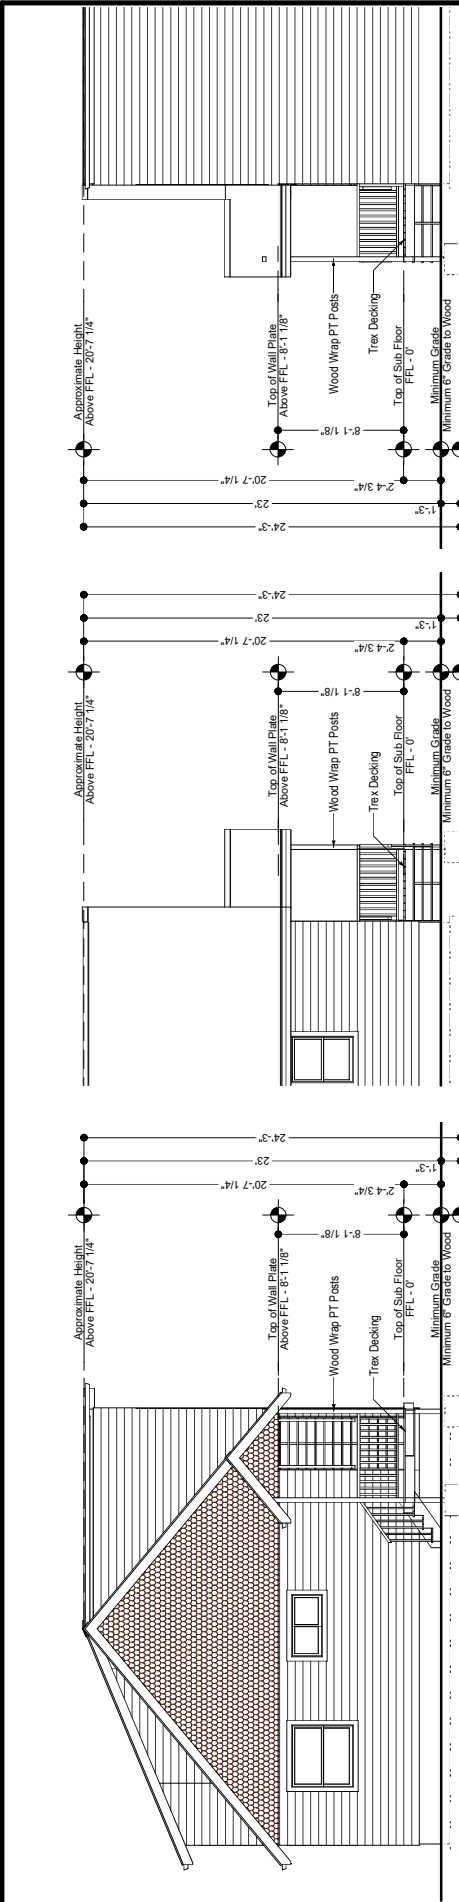 Approximate Height
Above FFL - 20'-7 1/4"
Top of Wall Plate
Above FFL - 8'-1 1/8"
Wood Wrap PT Posts
Trex Decking
Top of Sub Floor
FFL - 0'
Minimum Grade
Minimum 6" Grade to Wood
8'-1 1/8"
20'-7 1/4"
2'-4 3/4"
23'
1'-3"
24'-3"
24'-3"
23'
1'-3"
20'-7 1/4"
2'-4 3/4"
8'-1 1/8"
Approximate Height
Above FFL - 20'-7 1/4"
Top of Wall Plate
Above FFL - 8'-1 1/8"
Wood Wrap PT Posts
Trex Decking
Top of Sub Floor
FFL - 0'
Minimum Grade
Minimum 6" Grade to Wood
24'-3"
23'
1'-3"
20'-7 1/4"
2'-4 3/4"
8'-1 1/8"
Approximate Height
Above FFL - 20'-7 1/4"
Top of Wall Plate
Above FFL - 8'-1 1/8"
Wood Wrap PT Posts
Trex Decking
Top of Sub Floor
FFL - 0'
Minimum Grade
Minimum 6" Grade to Wood